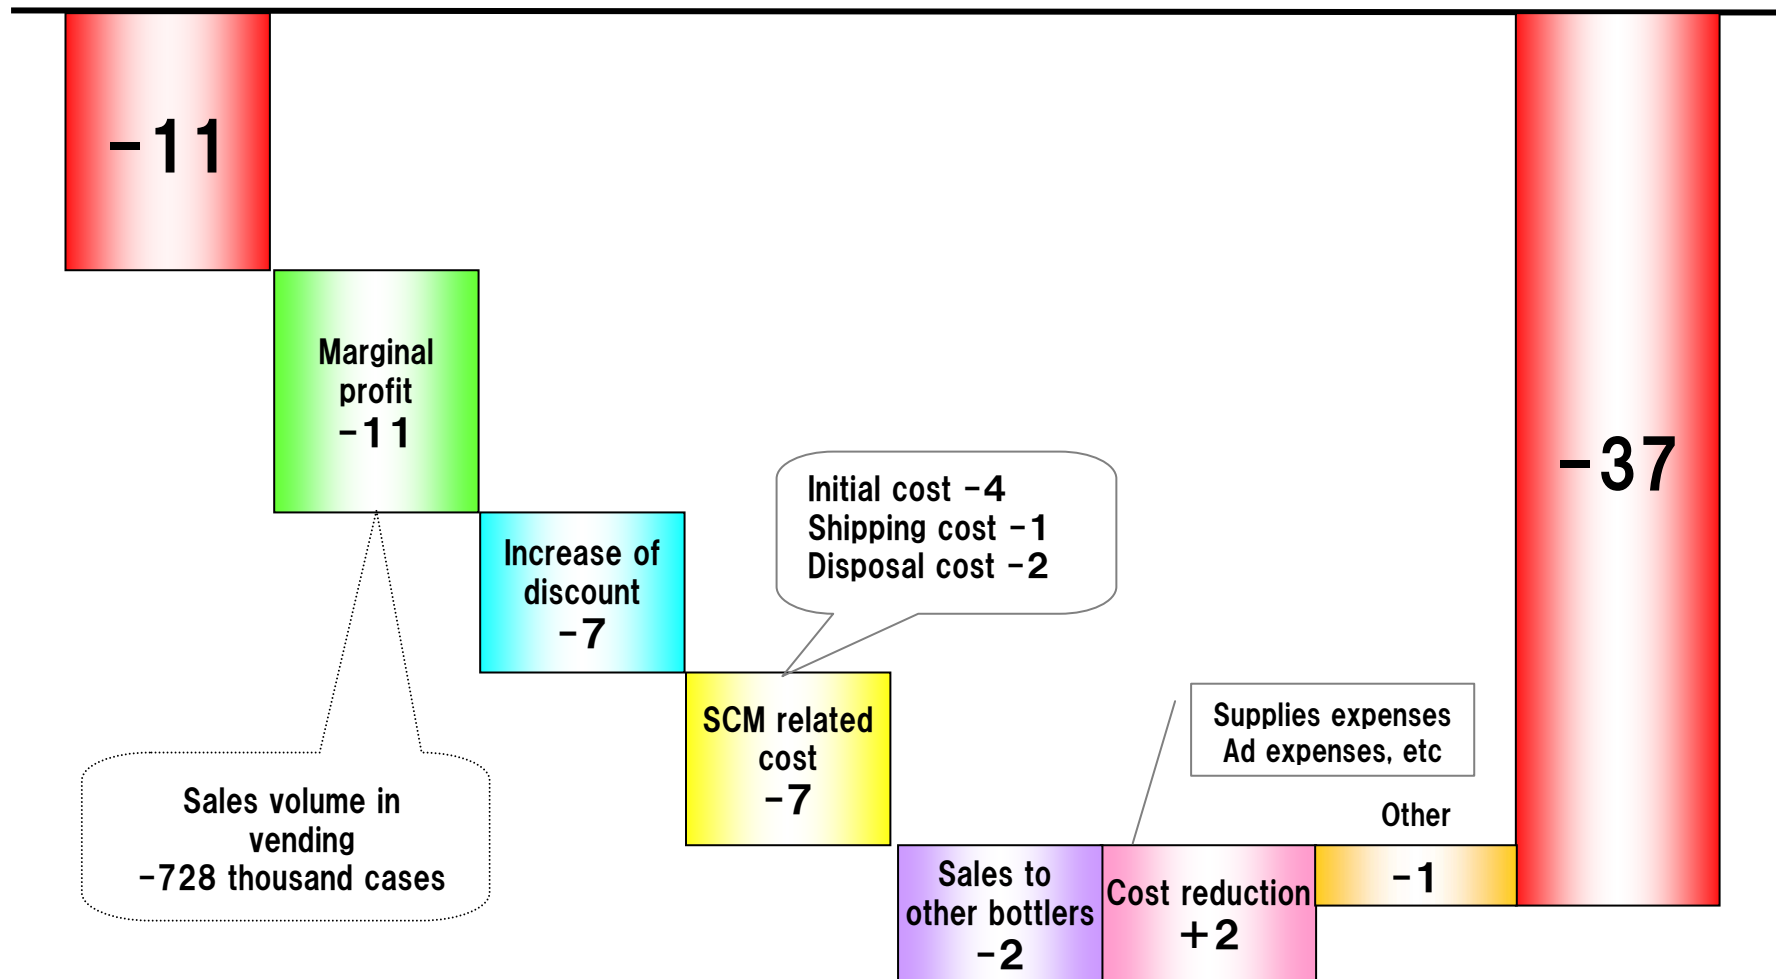 -11
Marginal
profit
-11
Increase of
discount
-7
Initial cost -4
Shipping cost -1
Disposal cost -2
SCM related
cost
-7
Sales volume in
vending
-728 thousand cases
Sales to
other bottlers
-2
Cost reduction
+2
Supplies expenses
Ad expenses, etc
Other
-1
-37